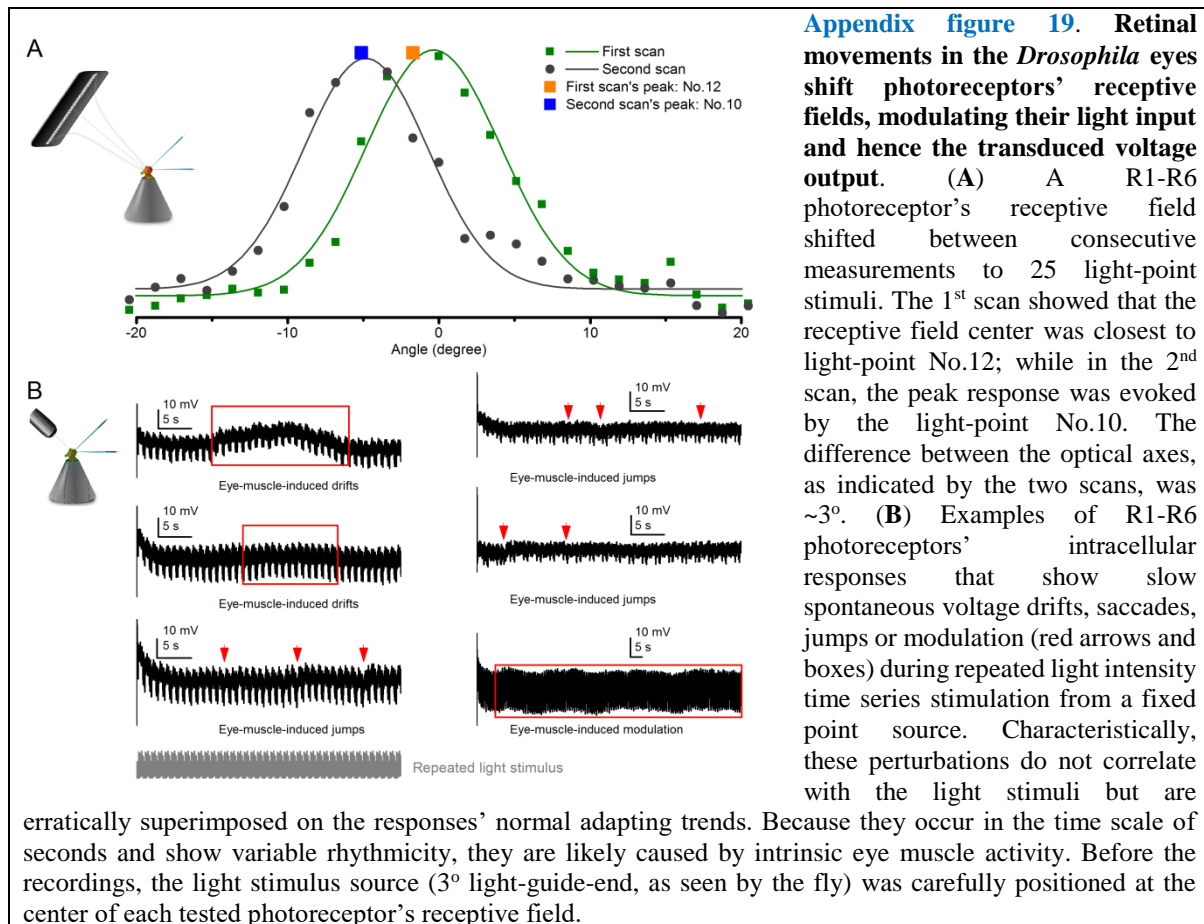 A
First scan
Second scan
First scan's peak: No.12
Second scan's peak: No.10
-20
-10
0
10
20
Angle (degree)
B
10 mV
5 s
Eye-muscle-induced drifts
10 mV
5 s
Eye-muscle-induced jumps
10 mV
5 s
Eye-muscle-induced drifts
10 mV
5 s
Eye-muscle-induced jumps
10 mV
5 s
Eye-muscle-induced jumps
10 mV
5 s
Eye-muscle-induced modulation
Repeated light stimulus
Appendix figure 19. Retinal
movements in the Drosophila eyes
shift photoreceptors' receptive
fields, modulating their light input
and hence the transduced voltage
output. (A) A R1-R6
photoreceptor's receptive field
shifted between consecutive
measurements to 25 light-point
stimuli. The 1st scan showed that the
receptive field center was closest to
light-point No.12; while in the 2nd
scan, the peak response was evoked
by the light-point No.10. The
difference between the optical axes,
as indicated by the two scans, was
~3o. (B) Examples of R1-R6
photoreceptors' intracellular
responses that show slow
spontaneous voltage drifts, saccades,
jumps or modulation (red arrows and
boxes) during repeated light intensity
time series stimulation from a fixed
point source. Characteristically,
these perturbations do not correlate
with the light stimuli but are
erratically superimposed on the responses' normal adapting trends. Because they occur in the time scale of
seconds and show variable rhythmicity, they are likely caused by intrinsic eye muscle activity. Before the
recordings, the light stimulus source (3o light-guide-end, as seen by the fly) was carefully positioned at the
center of each tested photoreceptor's receptive field.